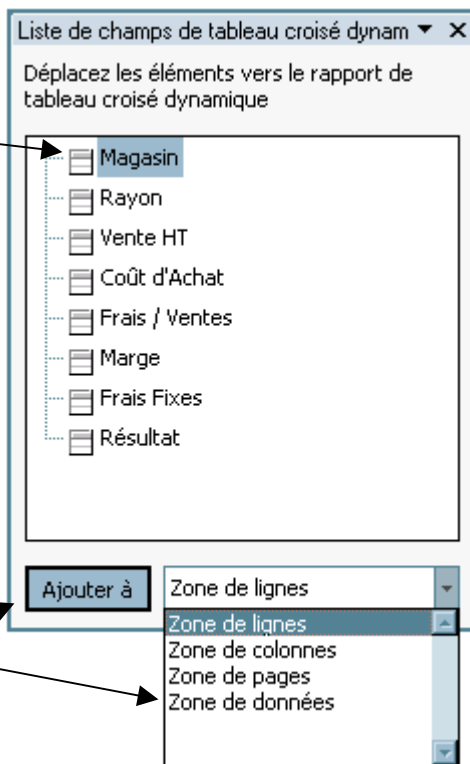 Liste de champs de tableau croisé dynam
Déplacez les éléments vers le rapport de
tableau croisé dynamique
Magasin
Rayon
Vente HT
Coût d'Achat
Frais / Ventes
Marge
Frais Fixes
Résultat
Ajouter à Zone de lignes
Zone de lignes
Zone de colonnes
Zone de pages
Zone de données